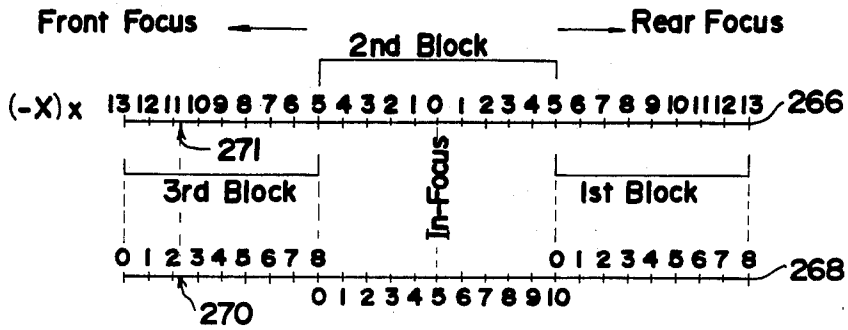 Front Focus Rear Focus
2nd Block
(-X) x 13 12 11 10 9 8 7 6 5 4 3 2 1 0 1 2 3 4 5 6 7 8 9 10 11 12 13 266
271
3rd Block In-Focus 1st Block
0 1 2 3 4 5 6 7 8 0 1 2 3 4 5 6 7 8 268
0 1 2 3 4 5 6 7 8 9 10
270